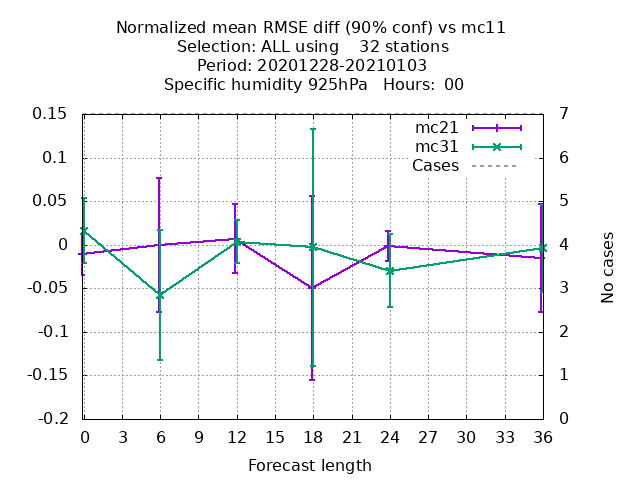 Normalized mean RMSE diff (90% conf) vs mc11
Selection: ALL using    32 stations
Period: 20201228-20210103
Specific humidity 925hPa   Hours:  00
0.15
0.1
0.05
0
-0.05
-0.1
-0.15
-0.2
7
6
5
4
3
2
1
0
mc21
mc31
Cases
No cases
0 3 6 9 12 15 18 21 24 27 30 33 36
Forecast length